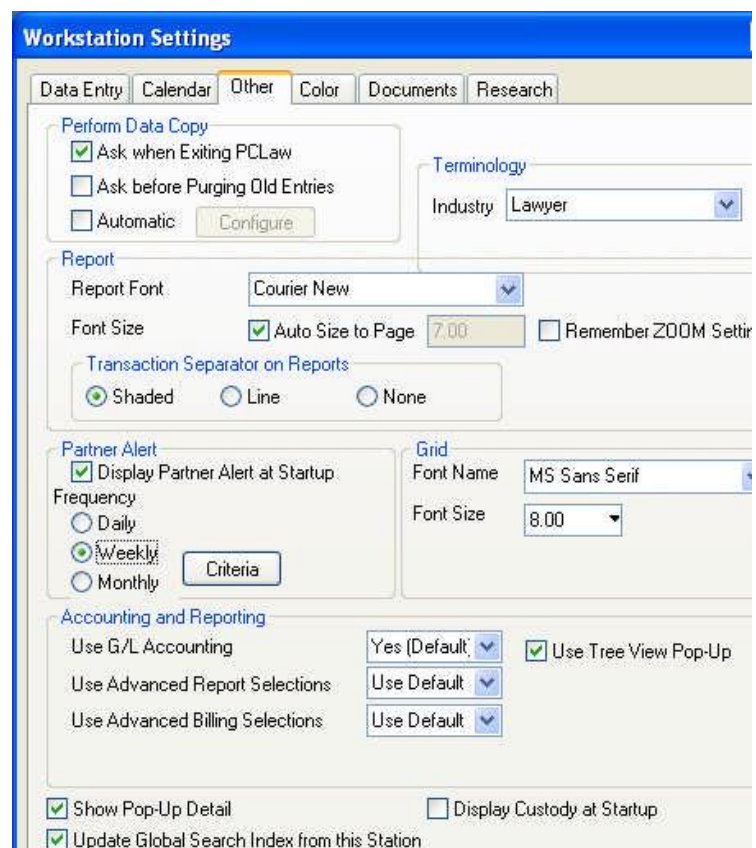 Workstation Settings
Data Entry Calendar Other Color Documents Research
Perform Data Copy
Ask when Exiting PCLaw
Ask before Purging Old Entries
Automatic Configure
Terminology
Industry Lawyer
Report
Report Font Courier New
Font Size Auto Size to Page 7.00 Remember ZOOM Settin
Transaction Separator on Reports
Shaded Line None
Partner Alert
Display Partner Alert at Startup
Frequency
Daily
Weekly
Monthly
Criteria
Grid
Font Name MS Sans Serif
Font Size 8.00
Accounting and Reporting
Use G/L Accounting Yes (Default) Use Tree View Pop-Up
Use Advanced Report Selections Use Default
Use Advanced Billing Selections Use Default
Show Pop-Up Detail Display Custody at Startup
Update Global Search Index from this Station